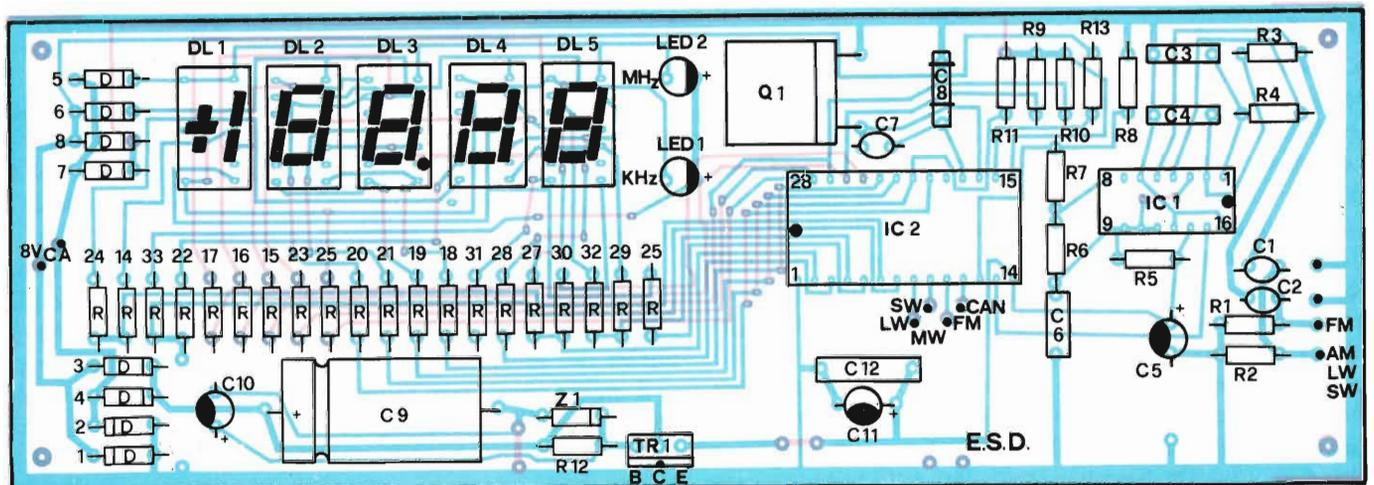 DL 1 DL 2 DL 3 DL 4 DL 5 LED 2 R9 R13 R3
5 D MHz + Q 1 C8 C3
6 D
8 D C7 R11 R10 R8 C4 R4
7 D LED 1
KHz + 28 15 R7 8 1
IC 1
IC 2 9 16
8V CA R6 C1
24 14 33 22 17 16 15 23 25 20 21 19 18 31 28 27 30 32 29 25
1 14 R5 C2
R R R R R R R R R R R R R R R R R R R R
SW CAN C6 R1 FM
LW MW FM
3 D C5 R2 AM
C 12 LW
4 D C10 + C 9 Z 1 SW
2 D C11 +
1 D R12 TR 1 E.S.D.
B C E